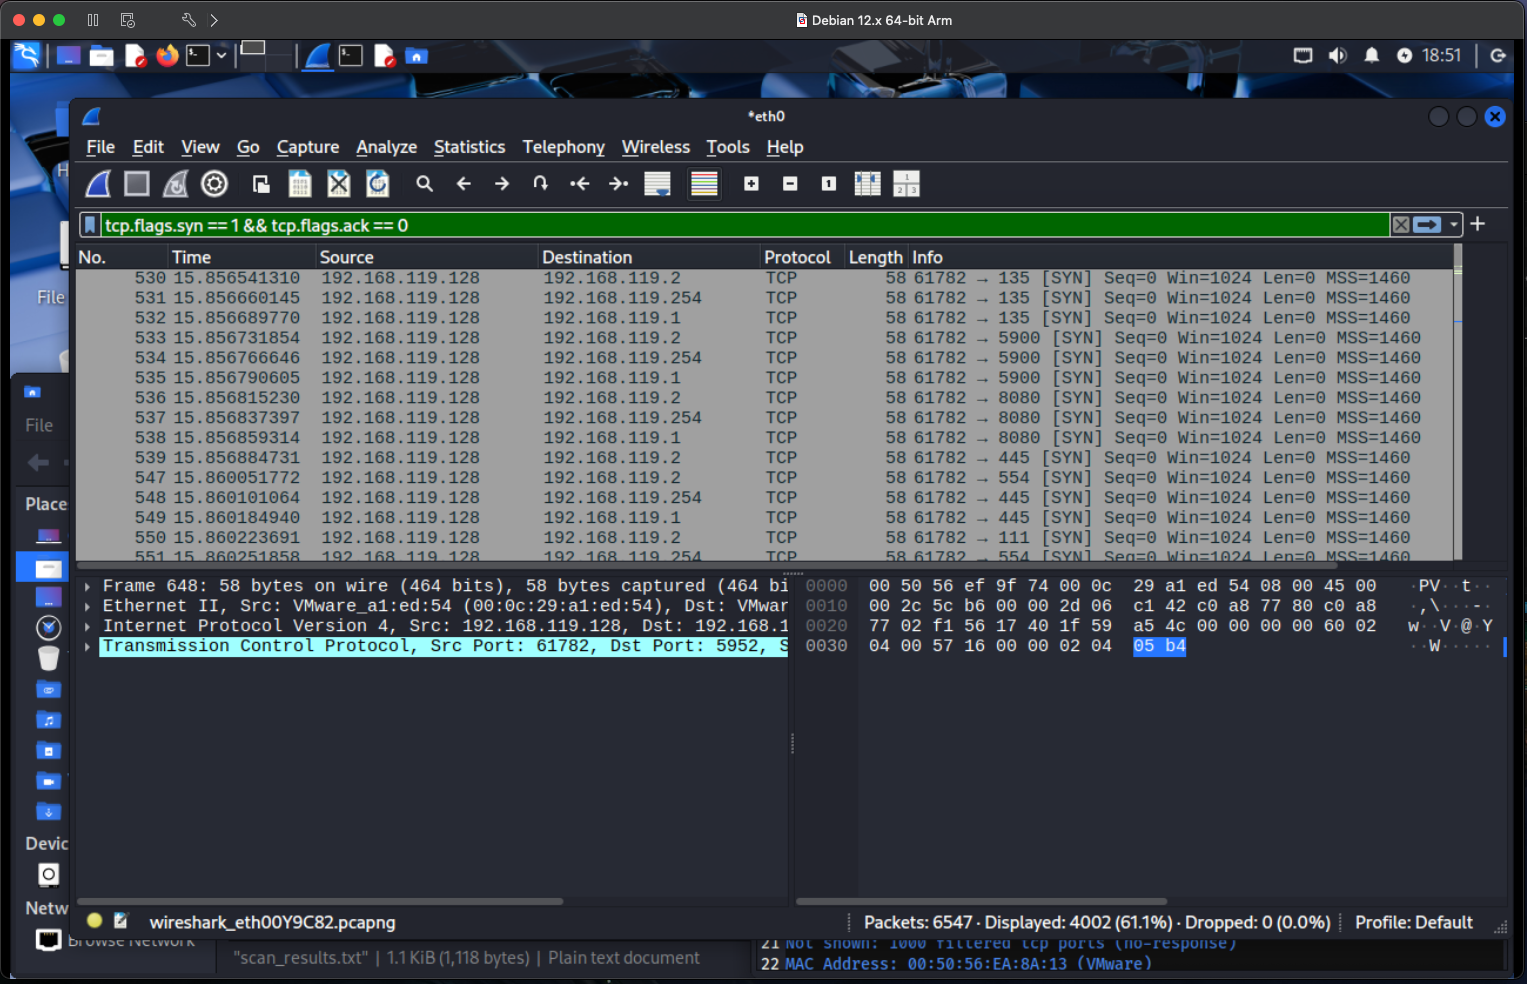 Debian 12.x 64-bit Arm
18:51
*eth0
File Edit View Go Capture Analyze Statistics Telephony Wireless Tools Help
tcp.flags.syn == 1 && tcp.flags.ack == 0
No. Time Source Destination Protocol Length Info
530 15.856541310 192.168.119.128 192.168.119.2 TCP 58 61782 → 135 [SYN] Seq=0 Win=1024 Len=0 MSS=1460
531 15.856660145 192.168.119.128 192.168.119.254 TCP 58 61782 → 135 [SYN] Seq=0 Win=1024 Len=0 MSS=1460
532 15.856689770 192.168.119.128 192.168.119.1 TCP 58 61782 → 135 [SYN] Seq=0 Win=1024 Len=0 MSS=1460
533 15.856731854 192.168.119.128 192.168.119.2 TCP 58 61782 → 5900 [SYN] Seq=0 Win=1024 Len=0 MSS=1460
534 15.856766646 192.168.119.128 192.168.119.254 TCP 58 61782 → 5900 [SYN] Seq=0 Win=1024 Len=0 MSS=1460
535 15.856790605 192.168.119.128 192.168.119.1 TCP 58 61782 → 5900 [SYN] Seq=0 Win=1024 Len=0 MSS=1460
536 15.856815230 192.168.119.128 192.168.119.2 TCP 58 61782 → 8080 [SYN] Seq=0 Win=1024 Len=0 MSS=1460
537 15.856837397 192.168.119.128 192.168.119.254 TCP 58 61782 → 8080 [SYN] Seq=0 Win=1024 Len=0 MSS=1460
538 15.856859314 192.168.119.128 192.168.119.1 TCP 58 61782 → 8080 [SYN] Seq=0 Win=1024 Len=0 MSS=1460
539 15.856884731 192.168.119.128 192.168.119.2 TCP 58 61782 → 445 [SYN] Seq=0 Win=1024 Len=0 MSS=1460
547 15.860051772 192.168.119.128 192.168.119.2 TCP 58 61782 → 554 [SYN] Seq=0 Win=1024 Len=0 MSS=1460
548 15.860101064 192.168.119.128 192.168.119.254 TCP 58 61782 → 445 [SYN] Seq=0 Win=1024 Len=0 MSS=1460
549 15.860184940 192.168.119.128 192.168.119.1 TCP 58 61782 → 445 [SYN] Seq=0 Win=1024 Len=0 MSS=1460
550 15.860223691 192.168.119.128 192.168.119.2 TCP 58 61782 → 111 [SYN] Seq=0 Win=1024 Len=0 MSS=1460
551 15.860251858 192.168.119.128 192.168.119.254 TCP 58 61782 → 554 [SYN] Seq=0 Win=1024 Len=0 MSS=1460
H
File
File
Place
Devic
Netw
Browse Network
Frame 648: 58 bytes on wire (464 bits), 58 bytes captured (464 bi
Ethernet II, Src: VMware_a1:ed:54 (00:0c:29:a1:ed:54), Dst: VMwar
Internet Protocol Version 4, Src: 192.168.119.128, Dst: 192.168.1
Transmission Control Protocol, Src Port: 61782, Dst Port: 5952, S
0000 00 50 56 ef 9f 74 00 0c 29 a1 ed 54 08 00 45 00 ·PV··t··
0010 00 2c 5c b6 00 00 2d 06 c1 42 c0 a8 77 80 c0 a8 ·,\···-·
0020 77 02 f1 56 17 40 1f 59 a5 4c 00 00 00 00 60 02 w··V·@·Y
0030 04 00 57 16 00 00 02 04 05 b4 ··W·····
wireshark_eth00Y9C82.pcapng
Packets: 6547 · Displayed: 4002 (61.1%) · Dropped: 0 (0.0%) Profile: Default
"scan_results.txt" | 1.1 KiB (1,118 bytes) | Plain text document
21 Not shown: 1000 filtered tcp ports (no-response)
22 MAC Address: 00:50:56:EA:8A:13 (VMware)